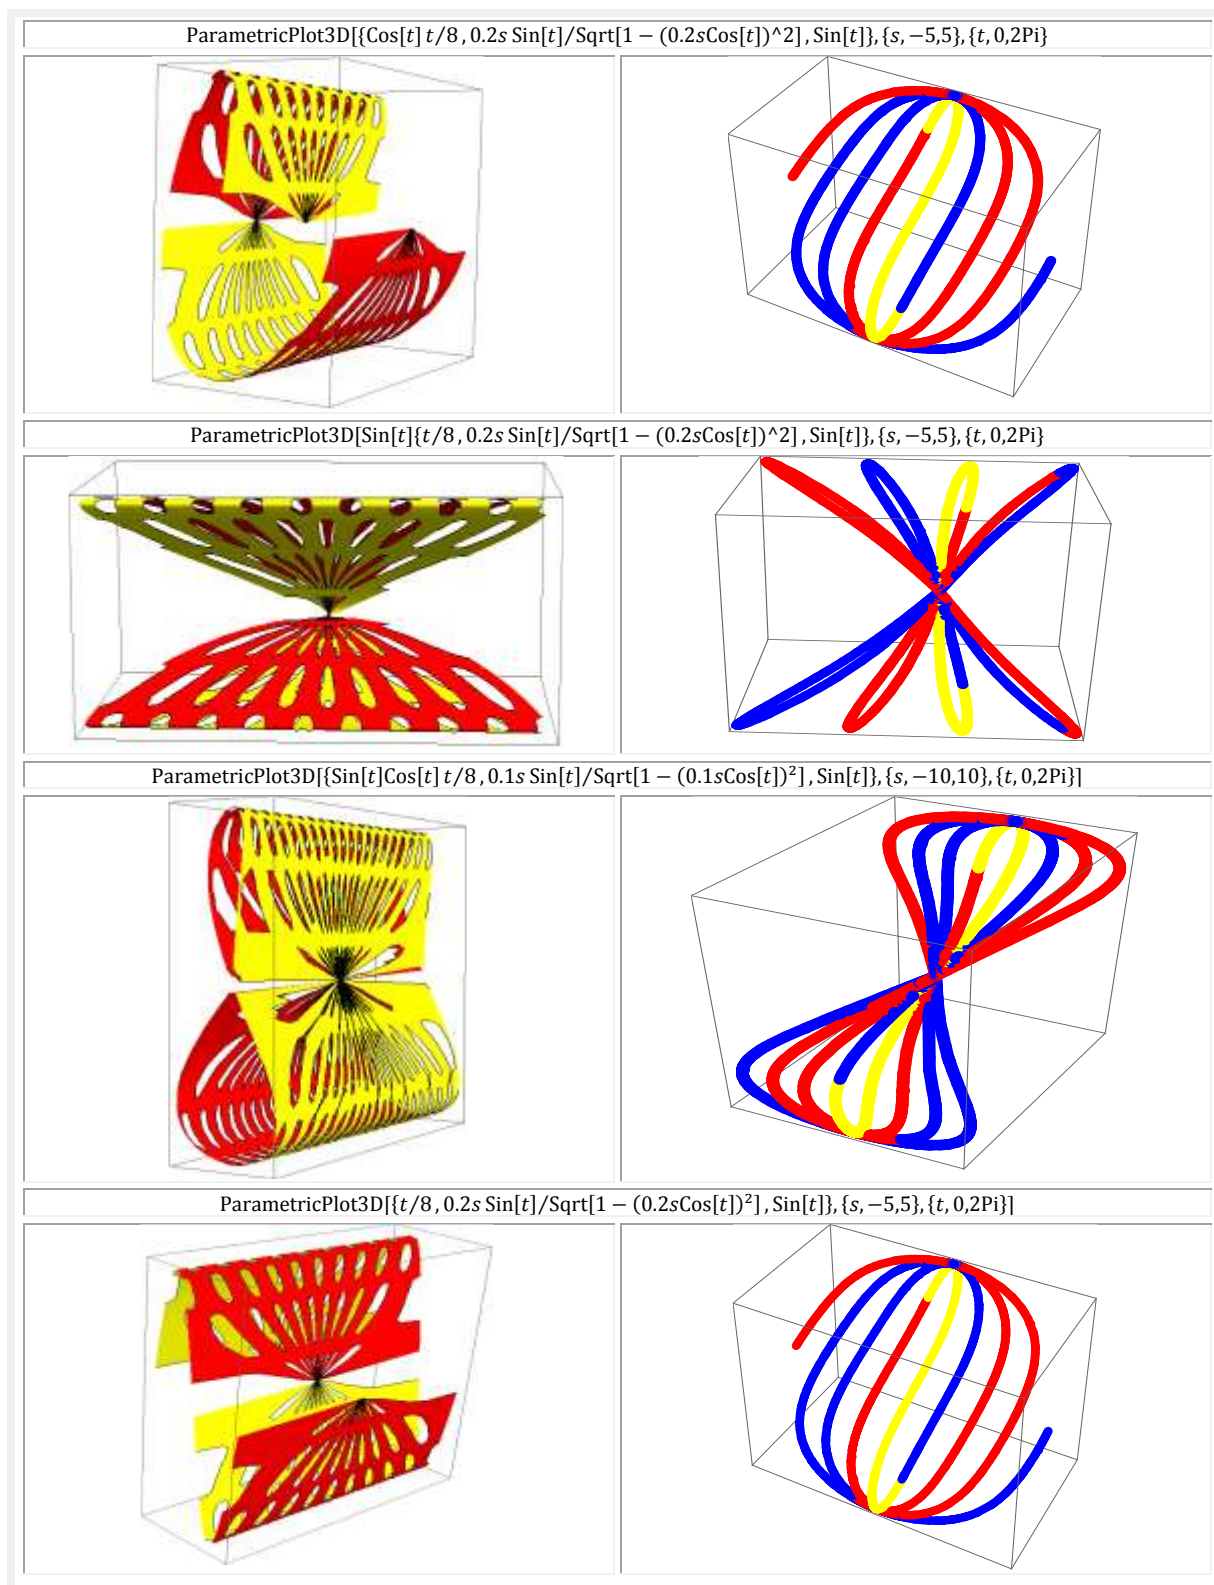 ParametricPlot3D[{Cos[t] t/8 , 0.2s Sin[t]/Sqrt[1 − (0.2sCos[t])^2] , Sin[t]}, {s, −5,5}, {t, 0,2Pi}
ParametricPlot3D[Sin[t]{t/8 , 0.2s Sin[t]/Sqrt[1 − (0.2sCos[t])^2] , Sin[t]}, {s, −5,5}, {t, 0,2Pi}
ParametricPlot3D[{Sin[t]Cos[t] t/8 , 0.1s Sin[t]/Sqrt[1 − (0.1sCos[t])²] , Sin[t]}, {s, −10,10}, {t, 0,2Pi}]
ParametricPlot3D[{t/8 , 0.2s Sin[t]/Sqrt[1 − (0.2sCos[t])²] , Sin[t]}, {s, −5,5}, {t, 0,2Pi}]